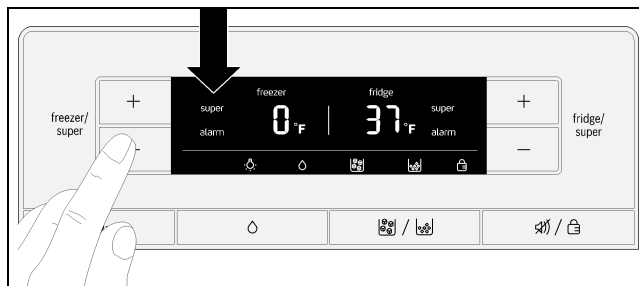 freezer/
super
+
–
super
alarm
freezer
0 °F
fridge
37 °F
super
alarm
+
–
fridge/
super
/
/